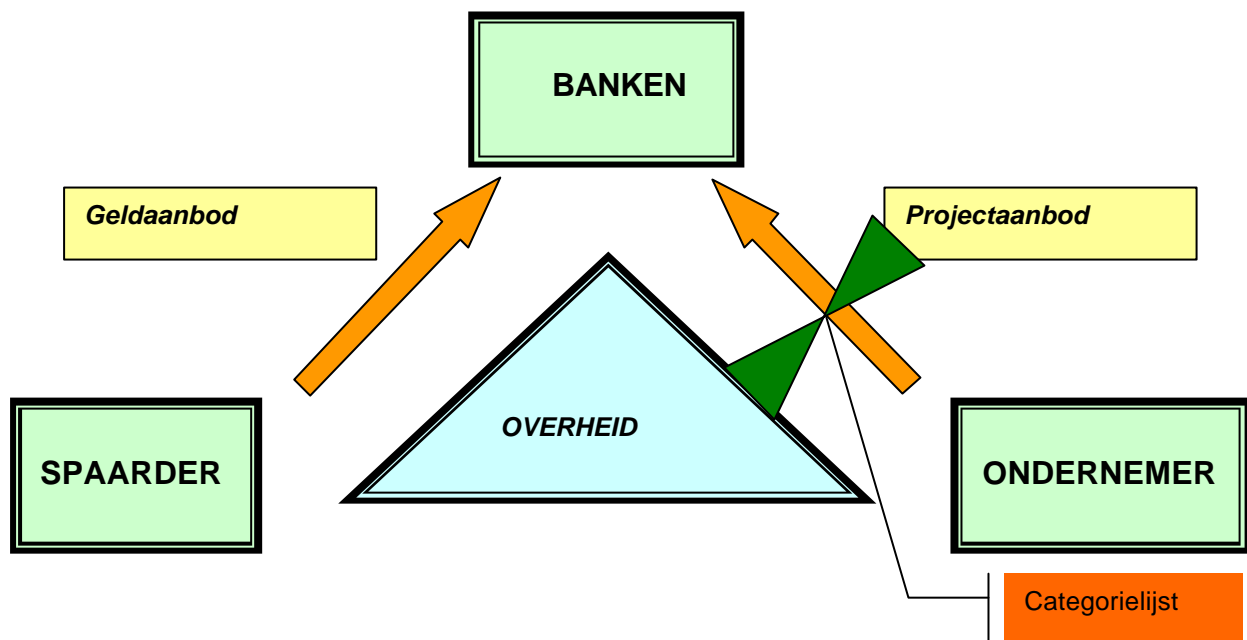 BANKEN
Geldaanbod
Projectaanbod
OVERHEID
SPAARDER
ONDERNEMER
Categorielijst